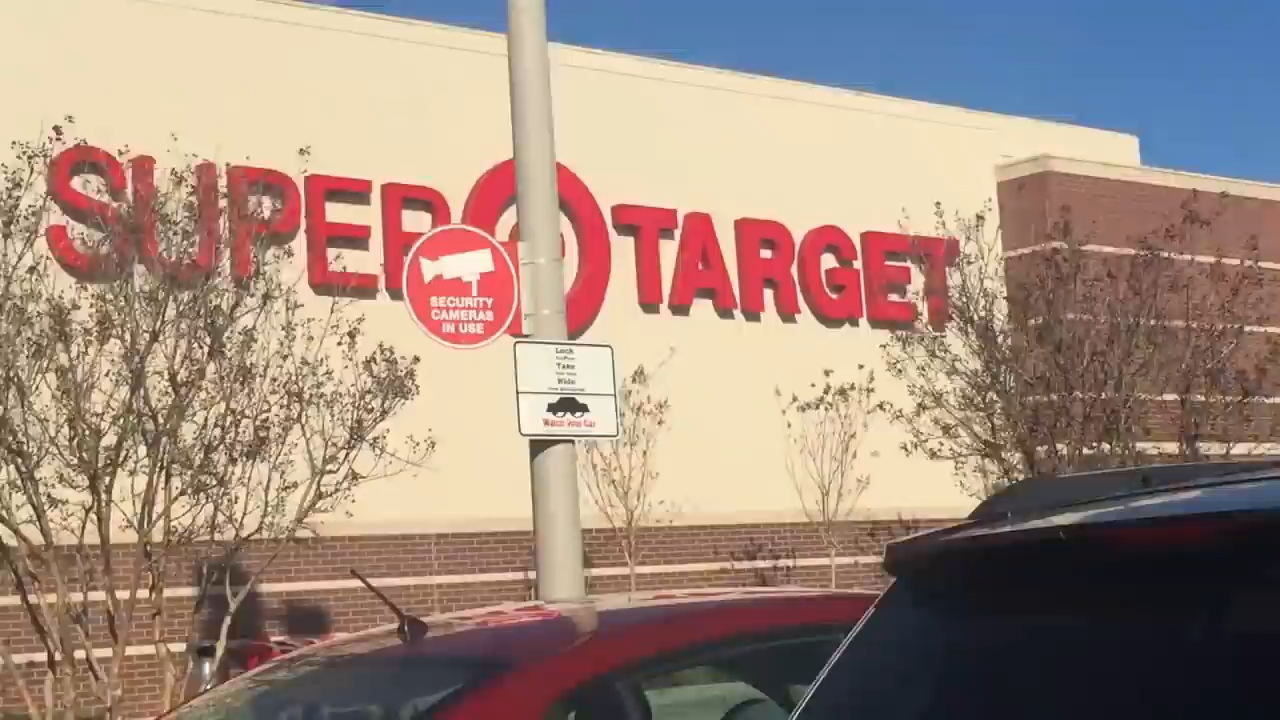 SUPER TARGET
SECURITY
CAMERAS
IN USE
Lock
Take
Hide
Watch Your Car